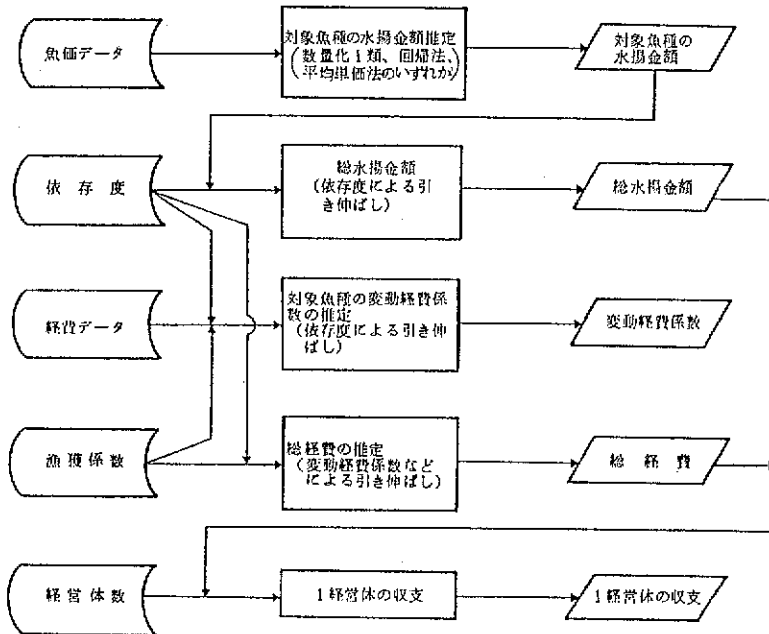 魚価データ
対象魚種の水揚金額推定
(数量化1類、回帰法、
平均単価法のいずれか)
対象魚種の
水揚金額
依存度
総水揚金額
(依存度による引
き伸ばし)
総水揚金額
経費データ
対象魚種の変動経費係
数の推定
(依存度による引き伸
ばし)
変動経費係数
漁獲係数
総経費の推定
(変動経費係数など
による引き伸ばし)
総経費
経営体数
1経営休の収支
1経営休の収支